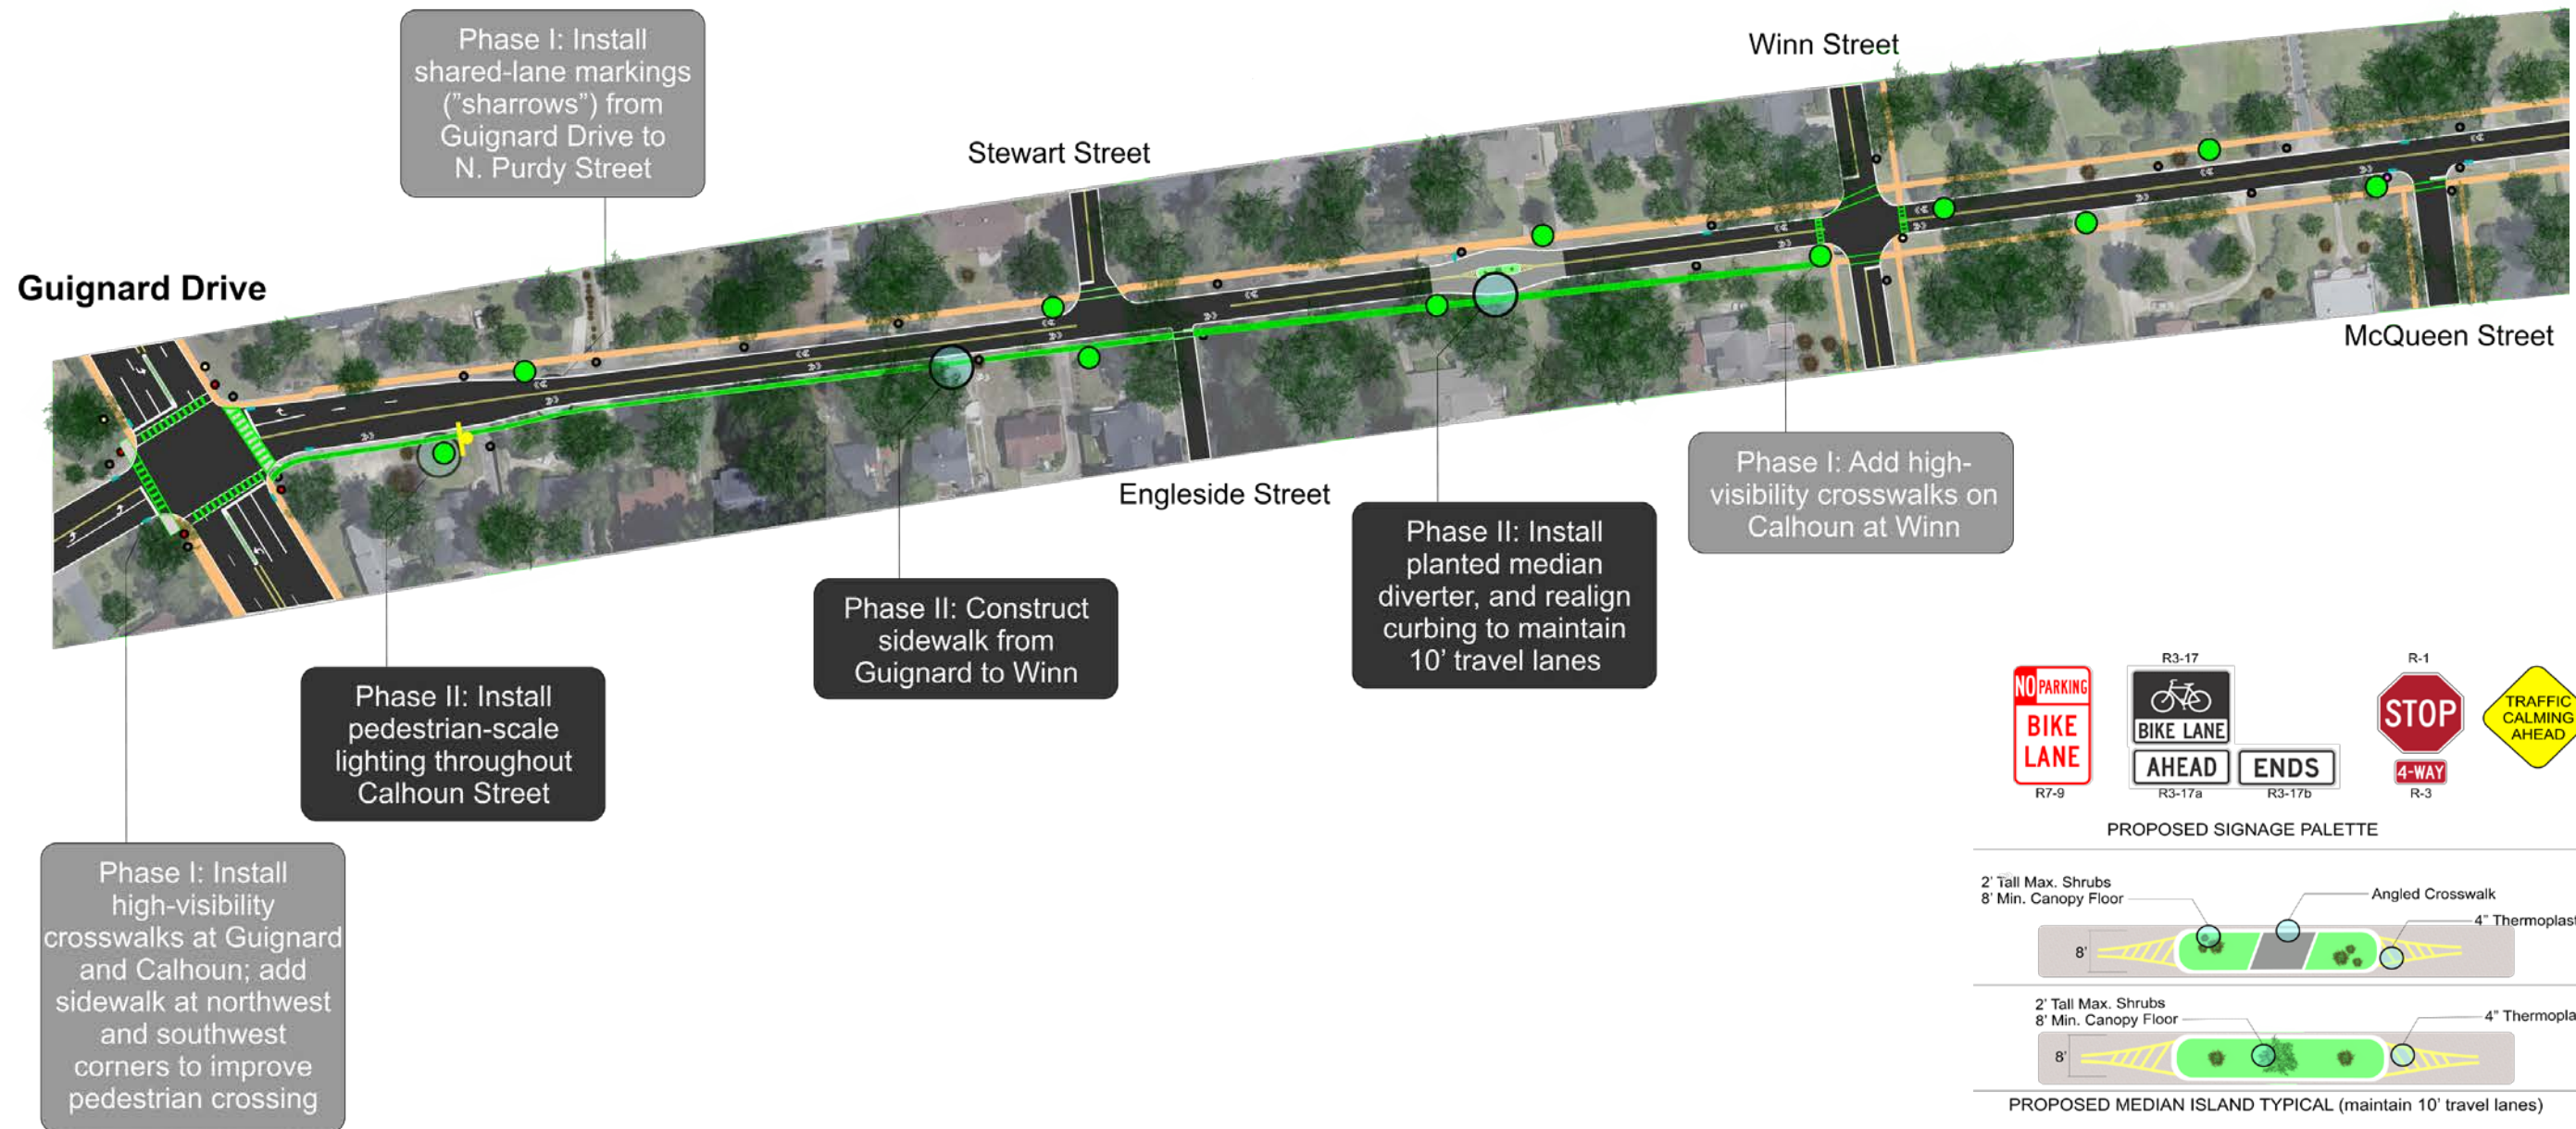 Phase I: Install
shared-lane markings
("sharrows") from
Guignard Drive to
N. Purdy Street
Winn Street
Stewart Street
Guignard Drive
McQueen Street
Engleside Street
Phase I: Add high-
visibility crosswalks on
Calhoun at Winn
Phase II: Install
planted median
diverter, and realign
curbing to maintain
10' travel lanes
Phase II: Construct
sidewalk from
Guignard to Winn
Phase II: Install
pedestrian-scale
lighting throughout
Calhoun Street
Phase I: Install
high-visibility
crosswalks at Guignard
and Calhoun; add
sidewalk at northwest
and southwest
corners to improve
pedestrian crossing
NO PARKING
BIKE
LANE
R7-9
R3-17
BIKE LANE
AHEAD
R3-17a
ENDS
R3-17b
R-1
STOP
4-WAY
R-3
TRAFFIC
CALMING
AHEAD
PROPOSED SIGNAGE PALETTE
2' Tall Max. Shrubs
8' Min. Canopy Floor
Angled Crosswalk
4" Thermoplast
8'
2' Tall Max. Shrubs
8' Min. Canopy Floor
4" Thermopla
8'
PROPOSED MEDIAN ISLAND TYPICAL (maintain 10' travel lanes)